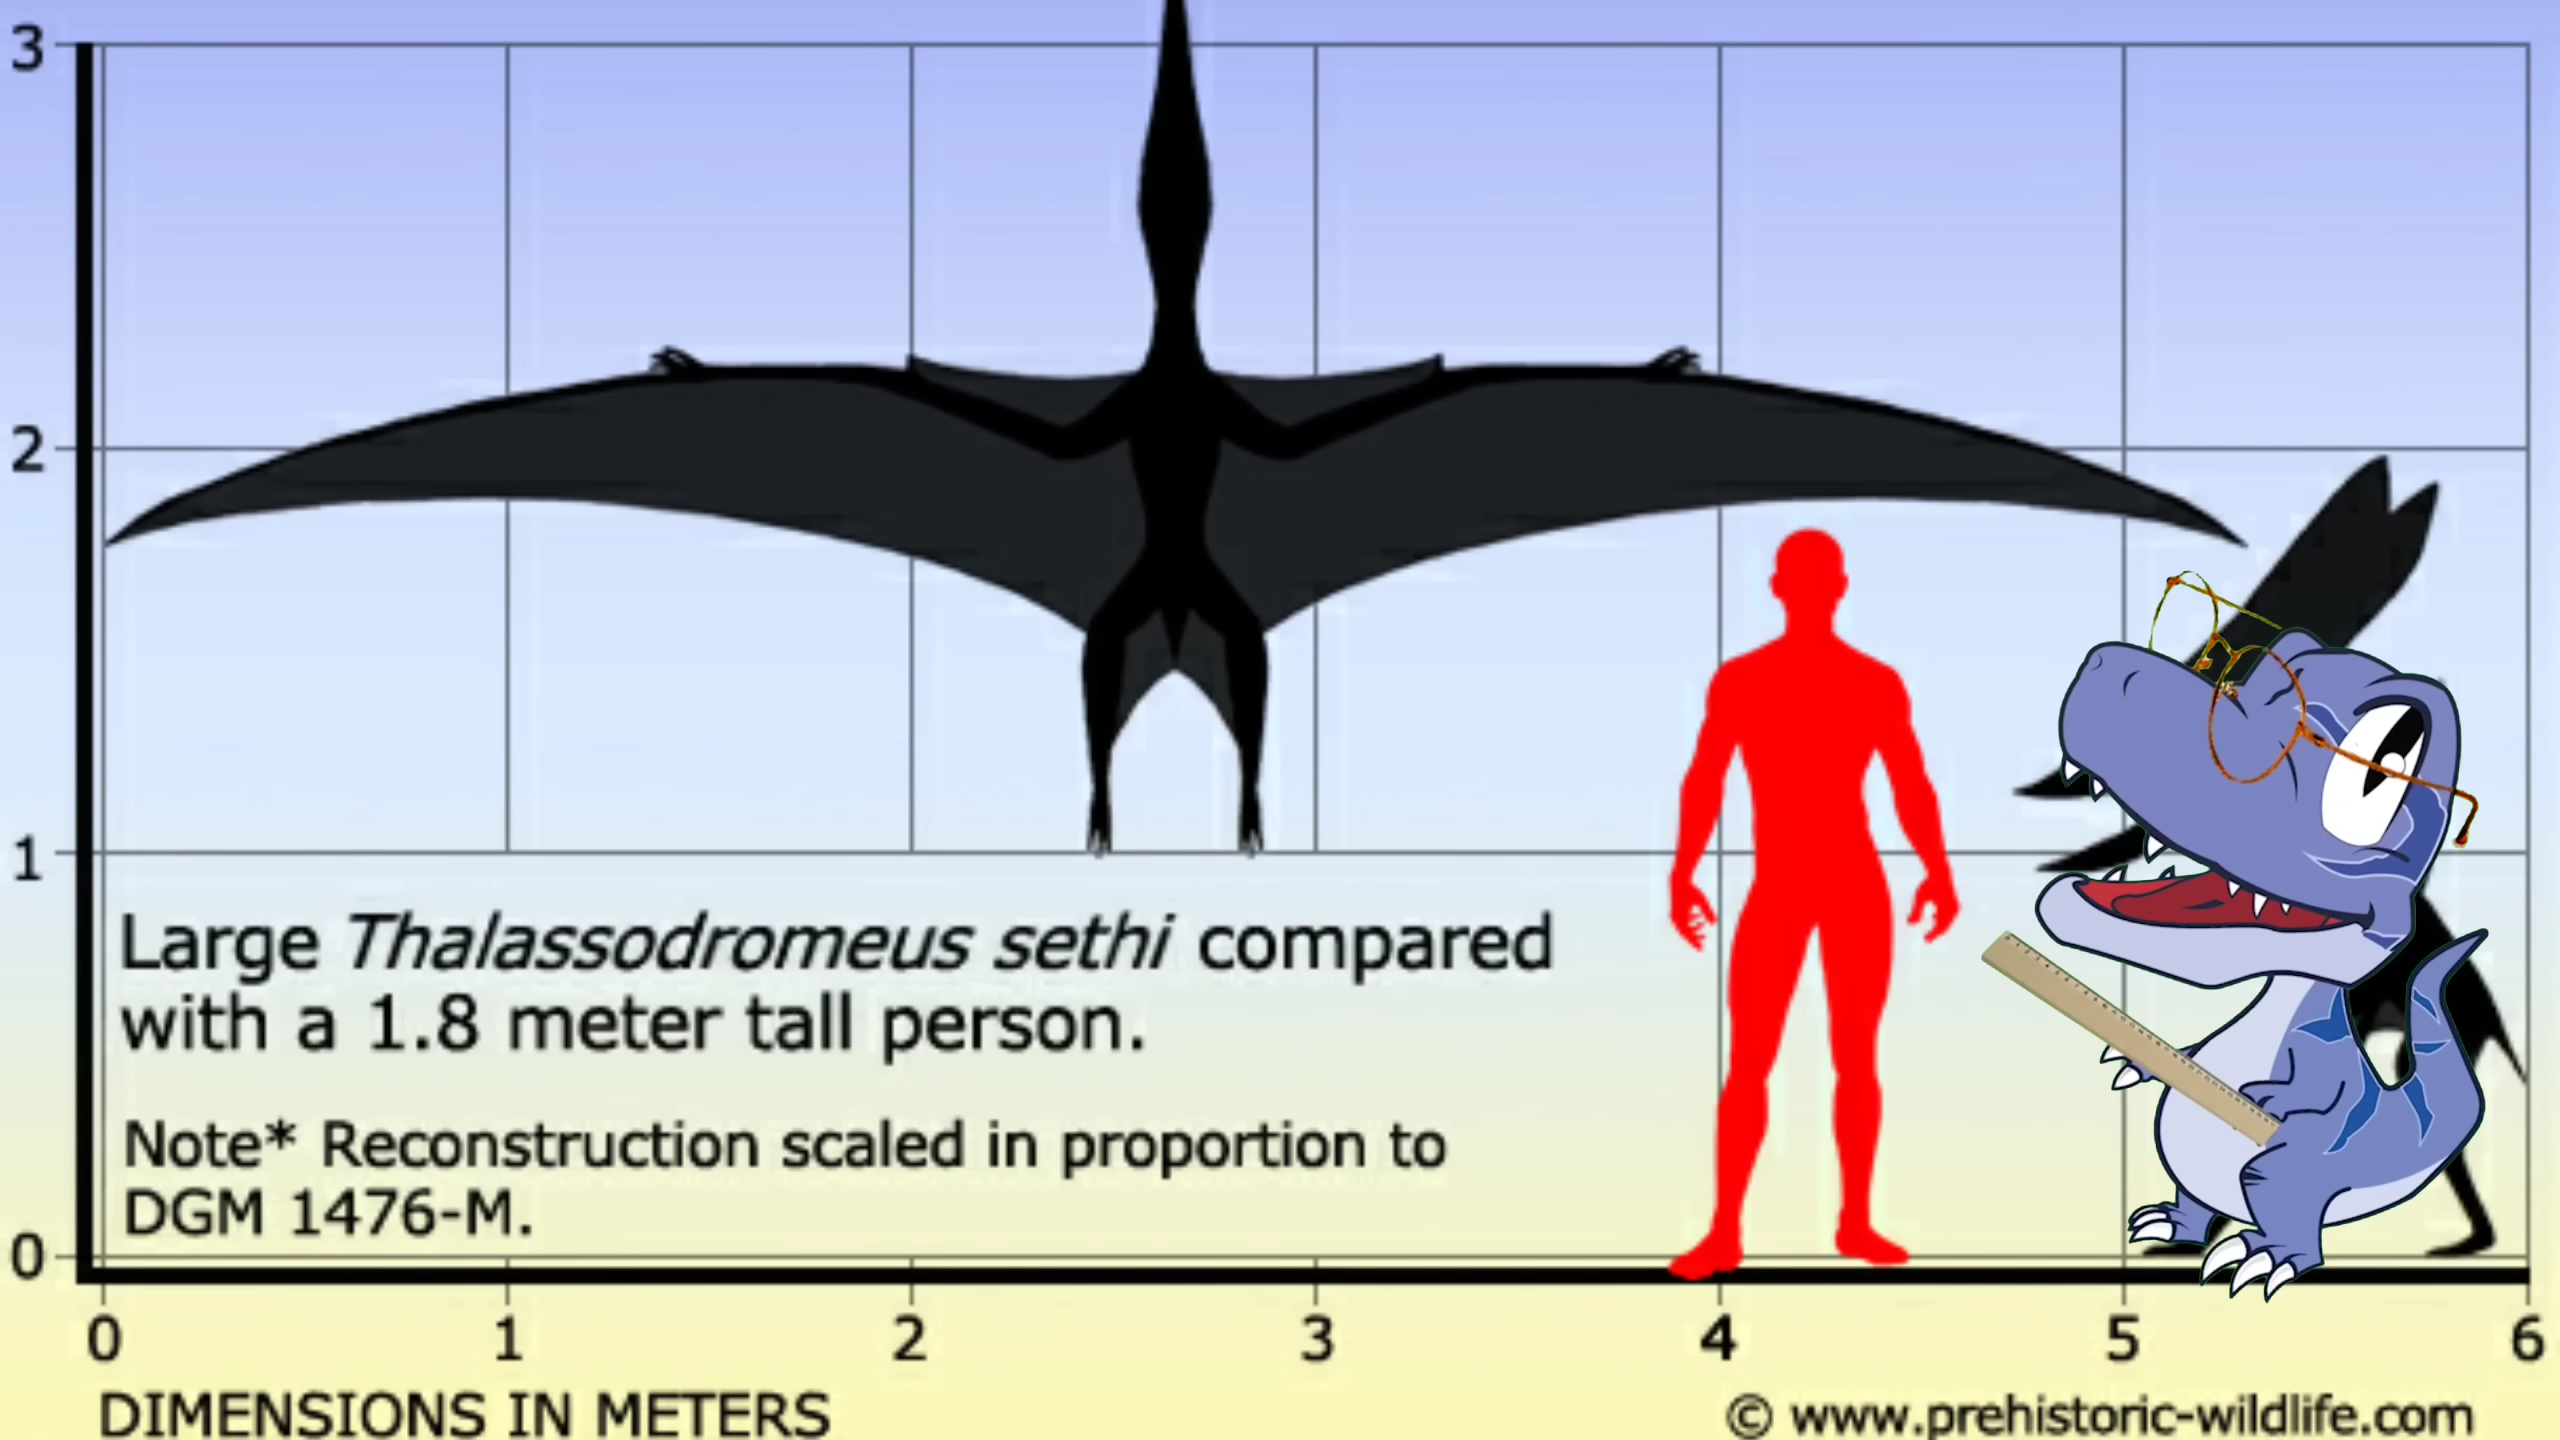 3
2
1
0
Large Thalassodromeus sethi compared
with a 1.8 meter tall person.
Note* Reconstruction scaled in proportion to
DGM 1476-M.
0 1 2 3 4 5 6
DIMENSIONS IN METERS
© www.prehistoric-wildlife.com